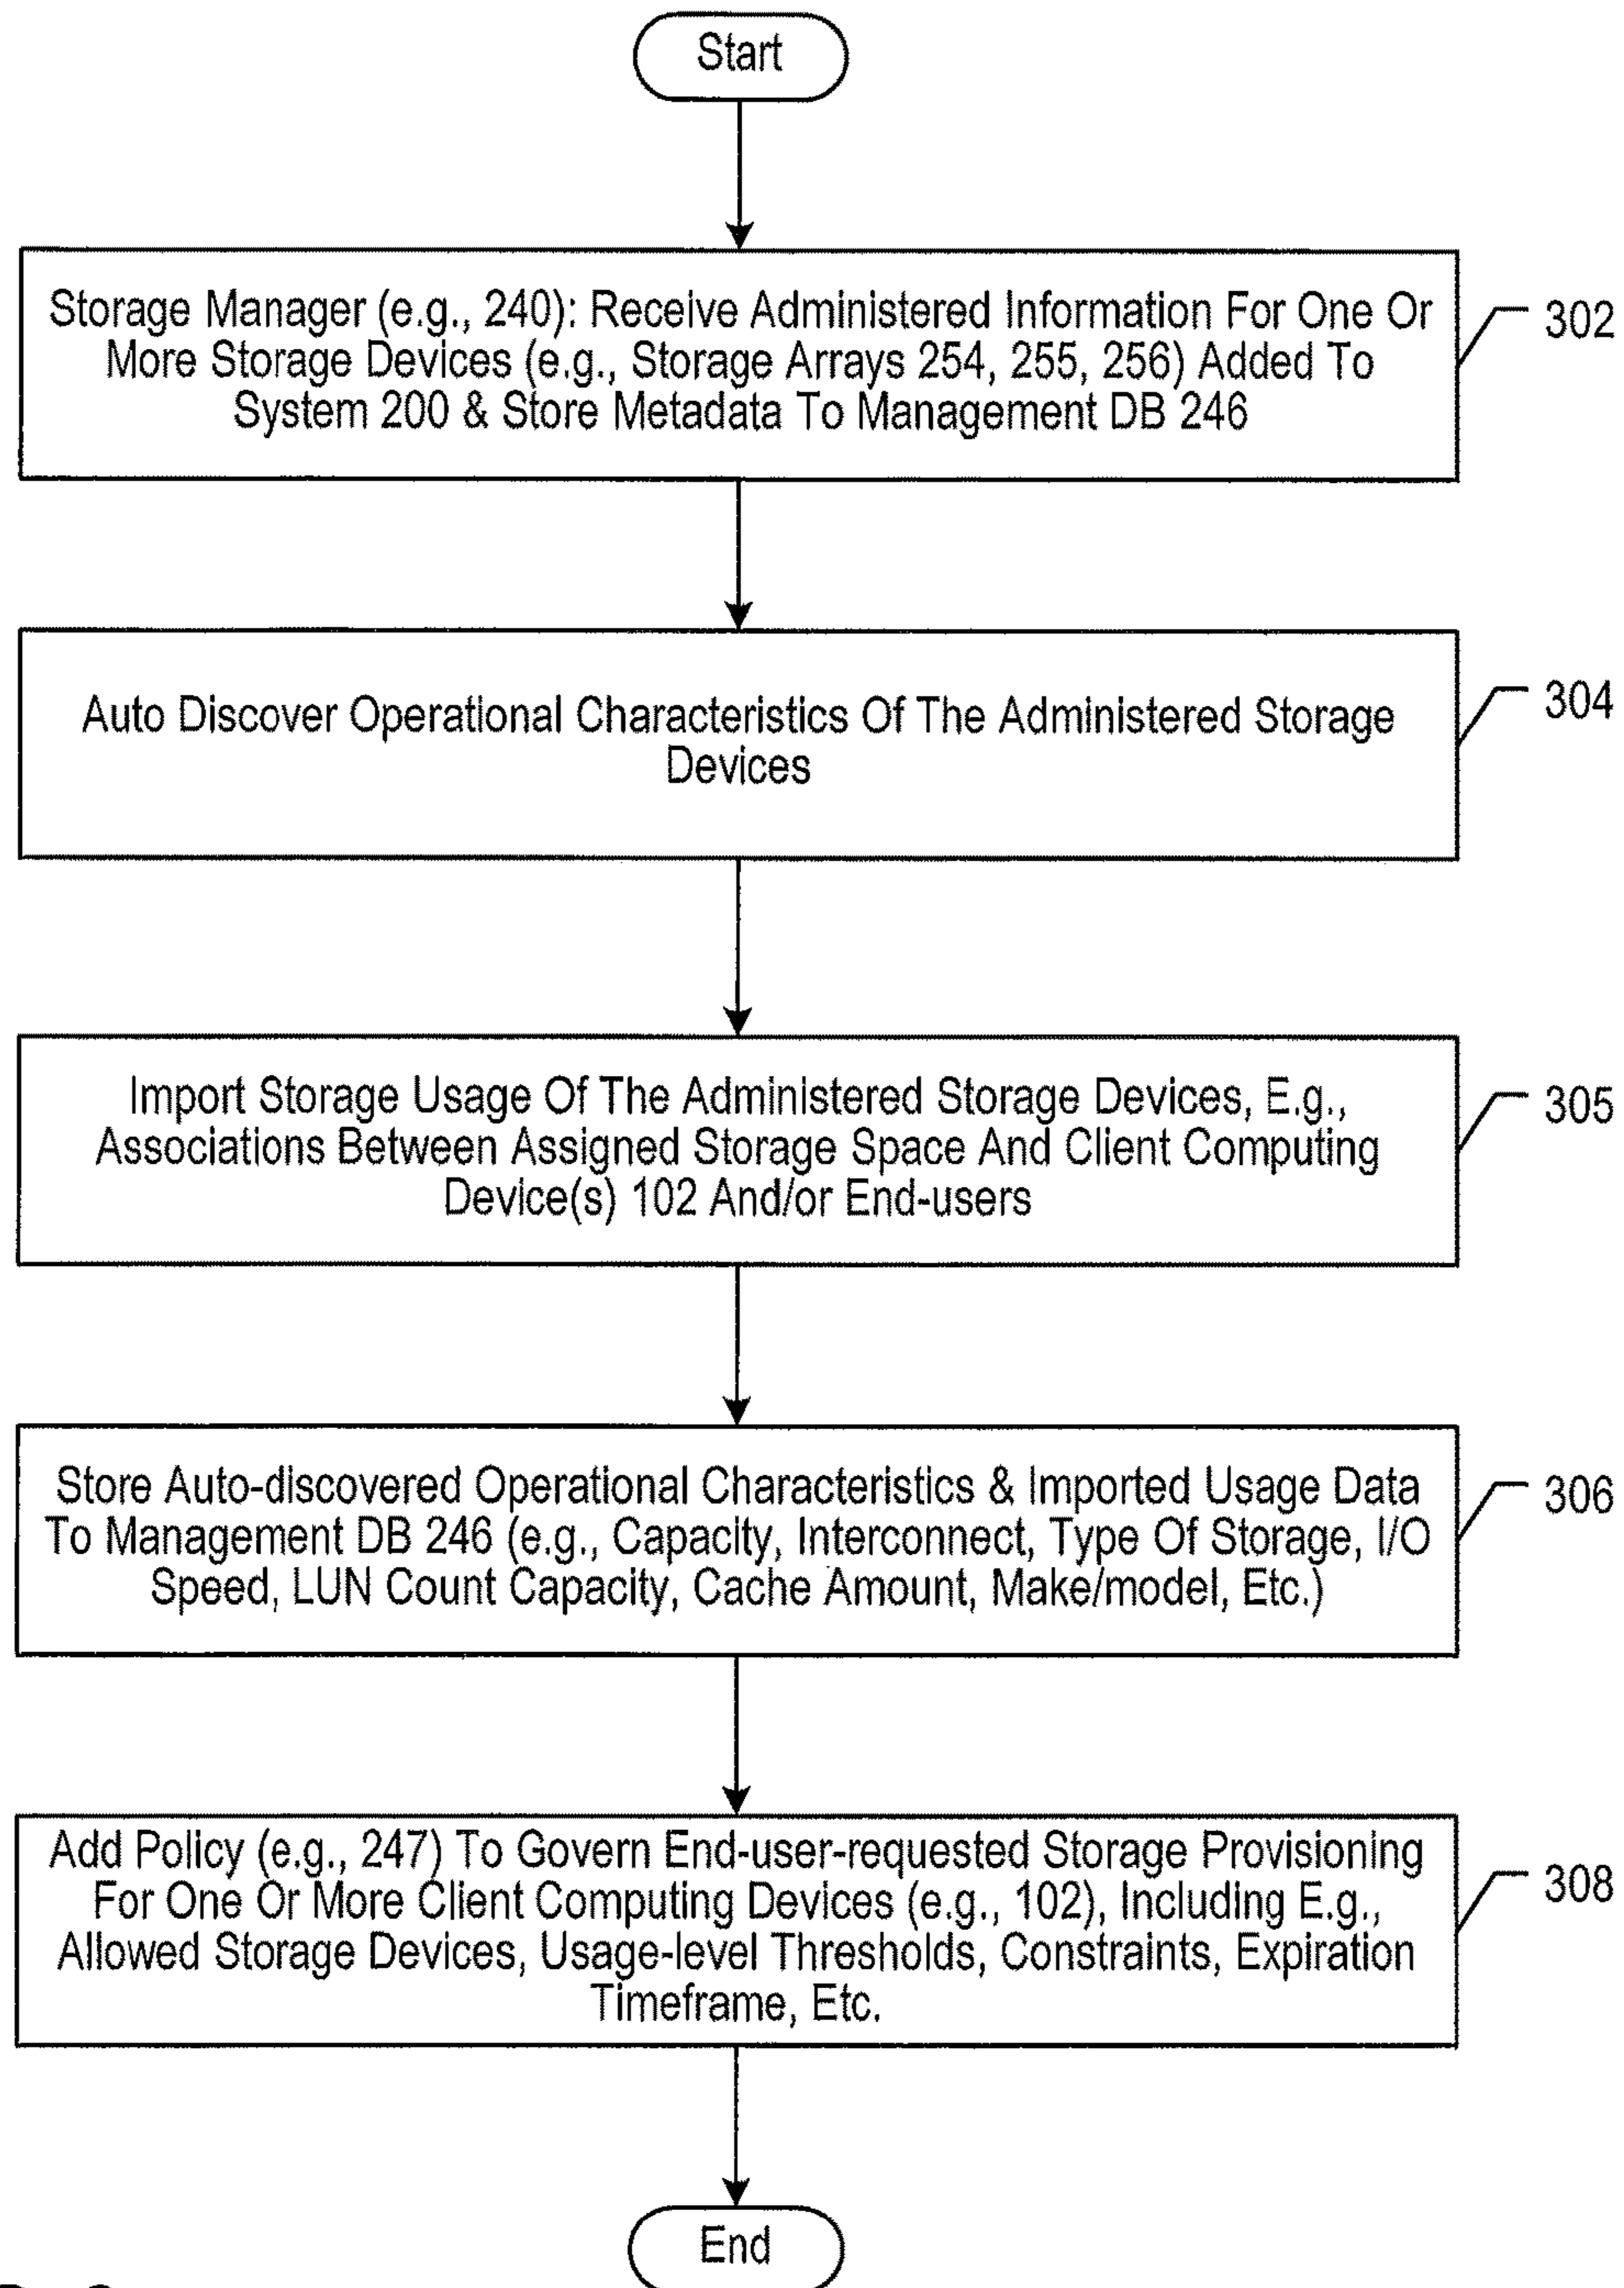 Start
Storage Manager (e.g., 240): Receive Administered Information For One Or
More Storage Devices (e.g., Storage Arrays 254, 255, 256) Added To
System 200 & Store Metadata To Management DB 246
302
Auto Discover Operational Characteristics Of The Administered Storage
Devices
304
Import Storage Usage Of The Administered Storage Devices, E.g.,
Associations Between Assigned Storage Space And Client Computing
Device(s) 102 And/or End-users
305
Store Auto-discovered Operational Characteristics & Imported Usage Data
To Management DB 246 (e.g., Capacity, Interconnect, Type Of Storage, I/O
Speed, LUN Count Capacity, Cache Amount, Make/model, Etc.)
306
Add Policy (e.g., 247) To Govern End-user-requested Storage Provisioning
For One Or More Client Computing Devices (e.g., 102), Including E.g.,
Allowed Storage Devices, Usage-level Thresholds, Constraints, Expiration
Timeframe, Etc.
308
End